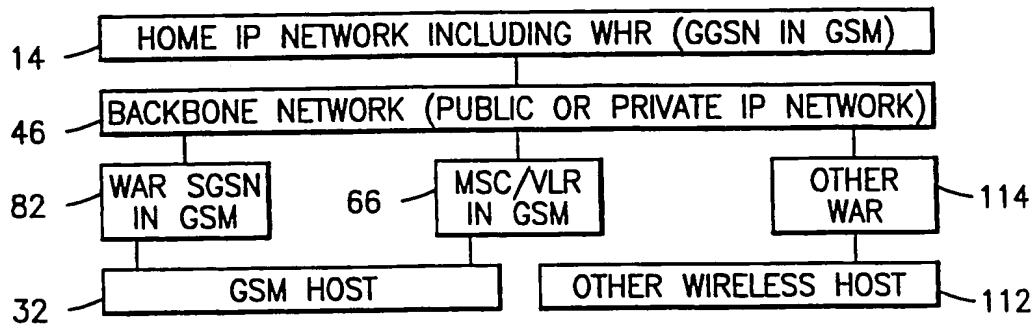 HOME IP NETWORK INCLUDING WHR (GGSN IN GSM)
14
BACKBONE NETWORK (PUBLIC OR PRIVATE IP NETWORK)
46
WAR SGSN
IN GSM
82
MSC/VLR
IN GSM
66
OTHER
WAR
114
GSM HOST
32
OTHER WIRELESS HOST
112